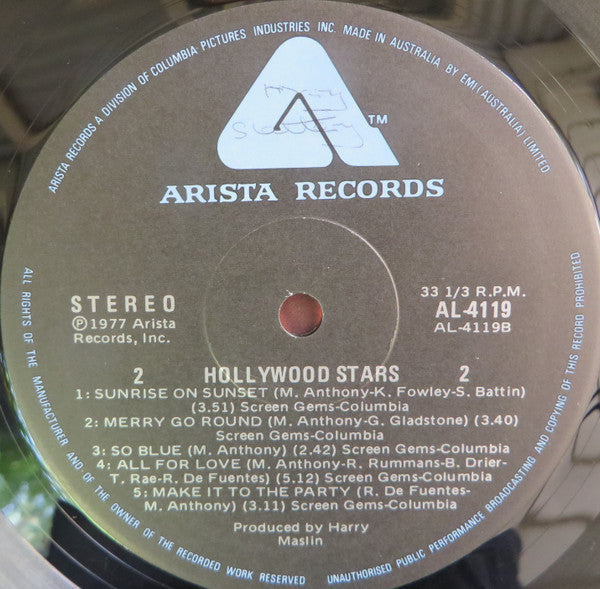 ARISTA RECORDS A DIVISION OF COLUMBIA PICTURES INDUSTRIES INC. MADE IN AUSTRALIA BY EMI (AUSTRALIA) LIMITED
TM
ARISTA RECORDS
STEREO
℗ 1977 Arista
Records, Inc.
33 1/3 R.P.M.
AL-4119
AL-4119B
2 HOLLYWOOD STARS 2
1: SUNRISE ON SUNSET (M. Anthony-K. Fowley-S. Battin)
(3.51) Screen Gems-Columbia
2: MERRY GO ROUND (M. Anthony-G. Gladstone) (3.40)
Screen Gems-Columbia
3: SO BLUE (M. Anthony) (2.42) Screen Gems-Columbia
4: ALL FOR LOVE (M. Anthony-R. Rummans-B. Drier-
T. Rae-R. De Fuentes) (5.12) Screen Gems-Columbia
5: MAKE IT TO THE PARTY (R. De Fuentes-
M. Anthony) (3.11) Screen Gems-Columbia
Produced by Harry
Maslin
ALL RIGHTS OF THE MANUFACTURER AND OF THE OWNER OF THE RECORDED WORK RESERVED
UNAUTHORISED PUBLIC PERFORMANCE BROADCASTING AND COPYING OF THIS RECORD PROHIBITED